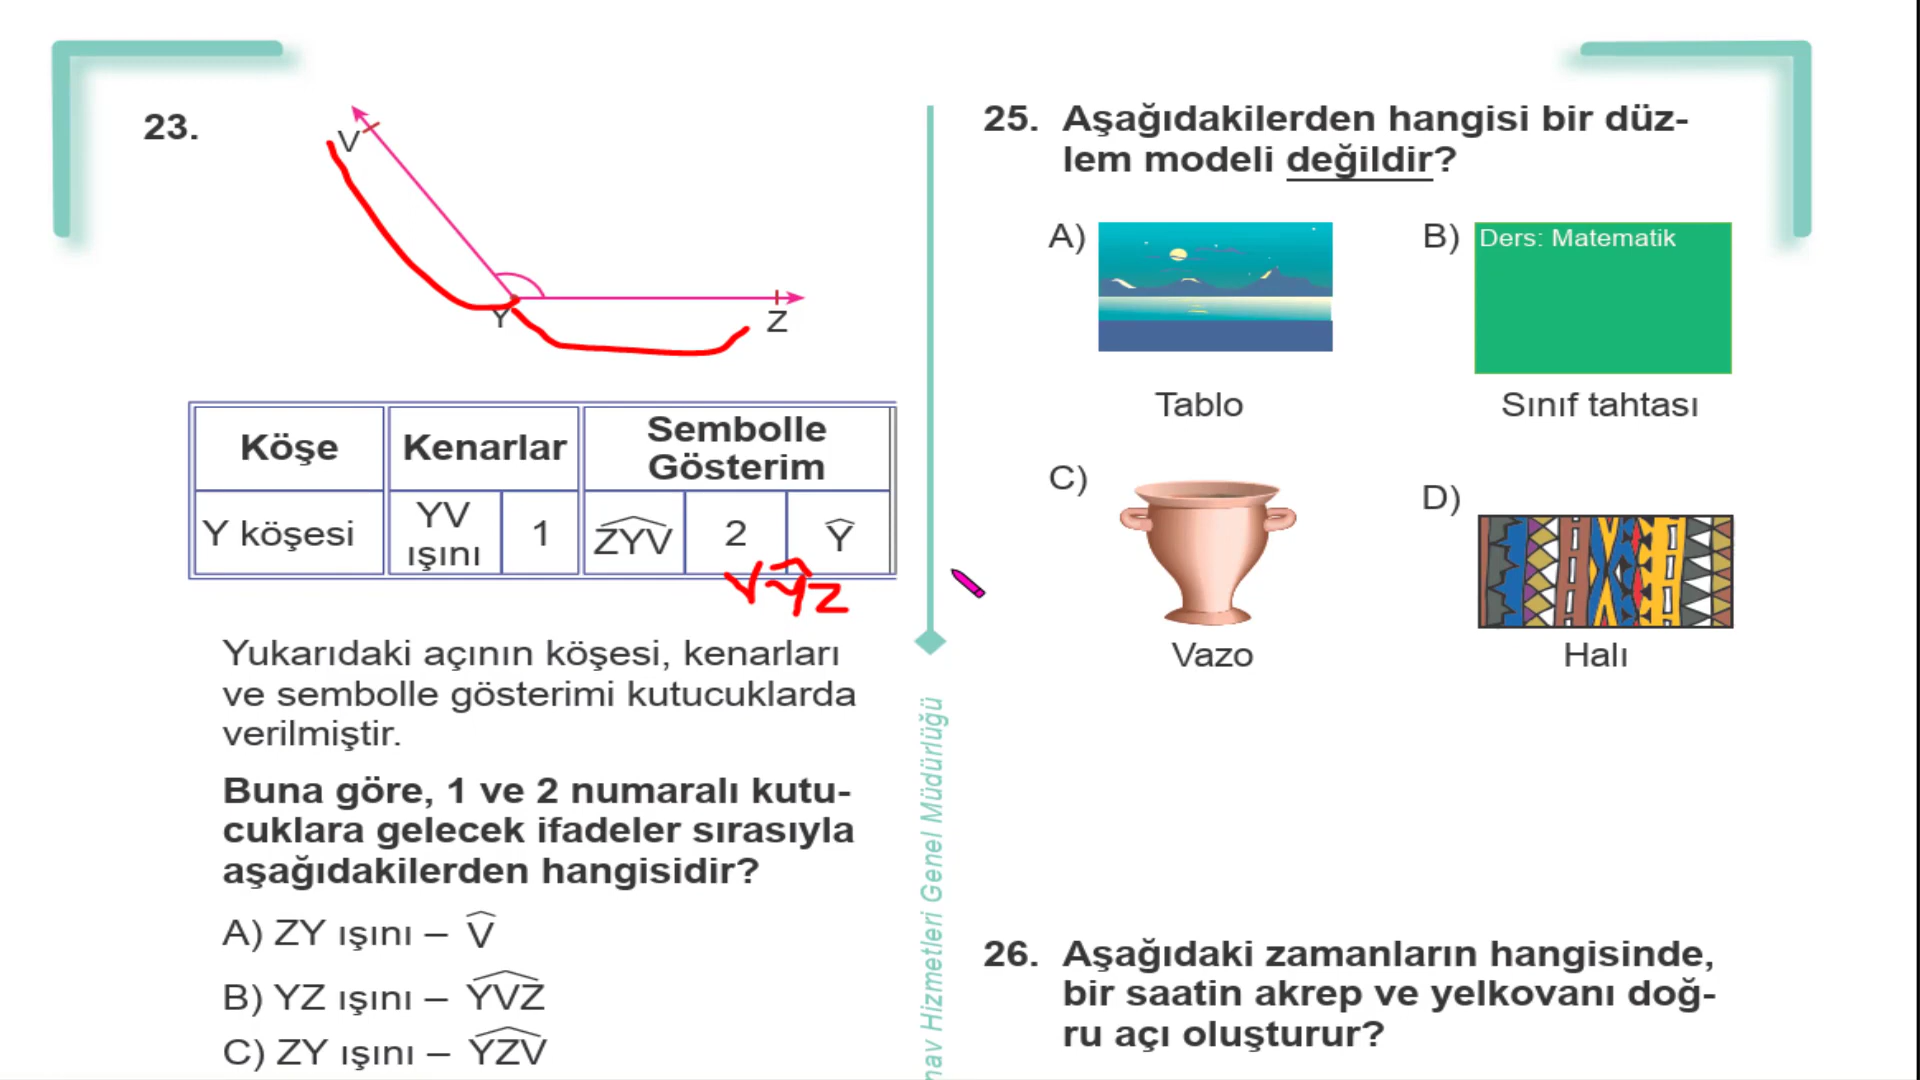 23.
V
Y
Z
Köşe
Kenarlar
Sembolle
Gösterim
Y köşesi
YV
ışını
1
ZYV
2
Y
VYZ
Yukarıdaki açının köşesi, kenarları
ve sembolle gösterimi kutucuklarda
verilmiştir.
Buna göre, 1 ve 2 numaralı kutu-
cuklara gelecek ifadeler sırasıyla
aşağıdakilerden hangisidir?
A) ZY ışını – V̂
B) YZ ışını – YVZ
C) ZY ışını – YZV
nav Hizmetleri Genel Müdürlüğü
25. Aşağıdakilerden hangisi bir düz-
lem modeli değildir?
A)
Tablo
B)
Ders: Matematik
Sınıf tahtası
C)
Vazo
D)
Halı
26. Aşağıdaki zamanların hangisinde,
bir saatin akrep ve yelkovanı doğ-
ru açı oluşturur?